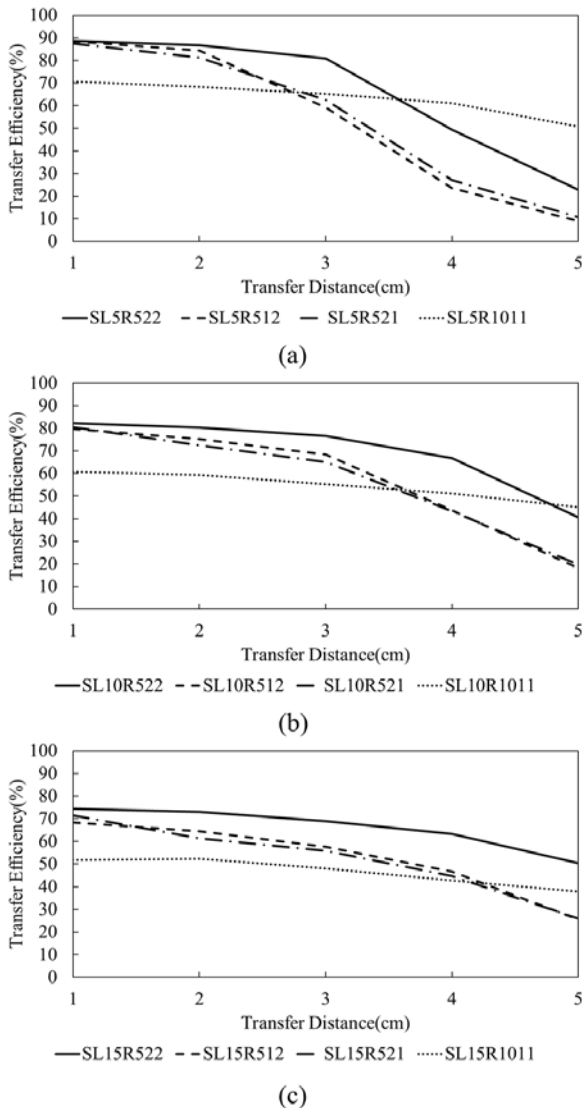 100
90
80
70
60
50
40
30
20
10
0
Transfer Efficiency(%)
1 2 3 4 5
Transfer Distance(cm)
SL5R522 SL5R512 SL5R521 SL5R1011
(a)
100
90
80
70
60
50
40
30
20
10
0
Transfer Efficiency(%)
1 2 3 4 5
Transfer Distance(cm)
SL10R522 SL10R512 SL10R521 SL10R1011
(b)
100
90
80
70
60
50
40
30
20
10
0
Transfer Efficiency(%)
1 2 3 4 5
Transfer Distance(cm)
SL15R522 SL15R512 SL15R521 SL15R1011
(c)